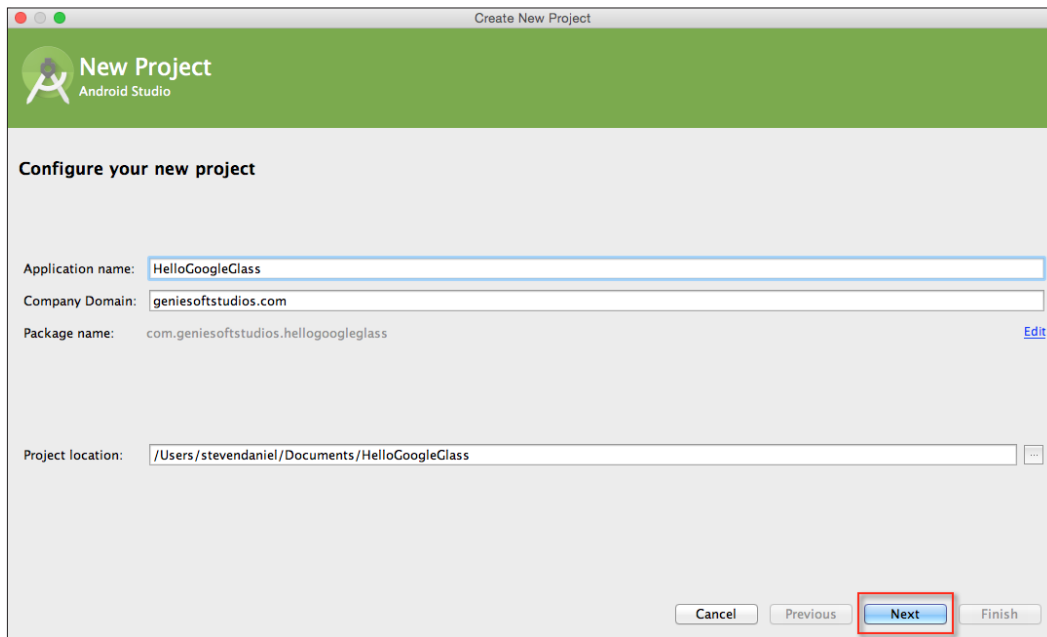 Create New Project
New Project
Android Studio
Configure your new project
Application name: HelloGoogleGlass
Company Domain: geniesoftstudios.com
Package name: com.geniesoftstudios.hellogoogleglass Edit
Project location: /Users/stevendaniel/Documents/HelloGoogleGlass ...
Cancel Previous Next Finish